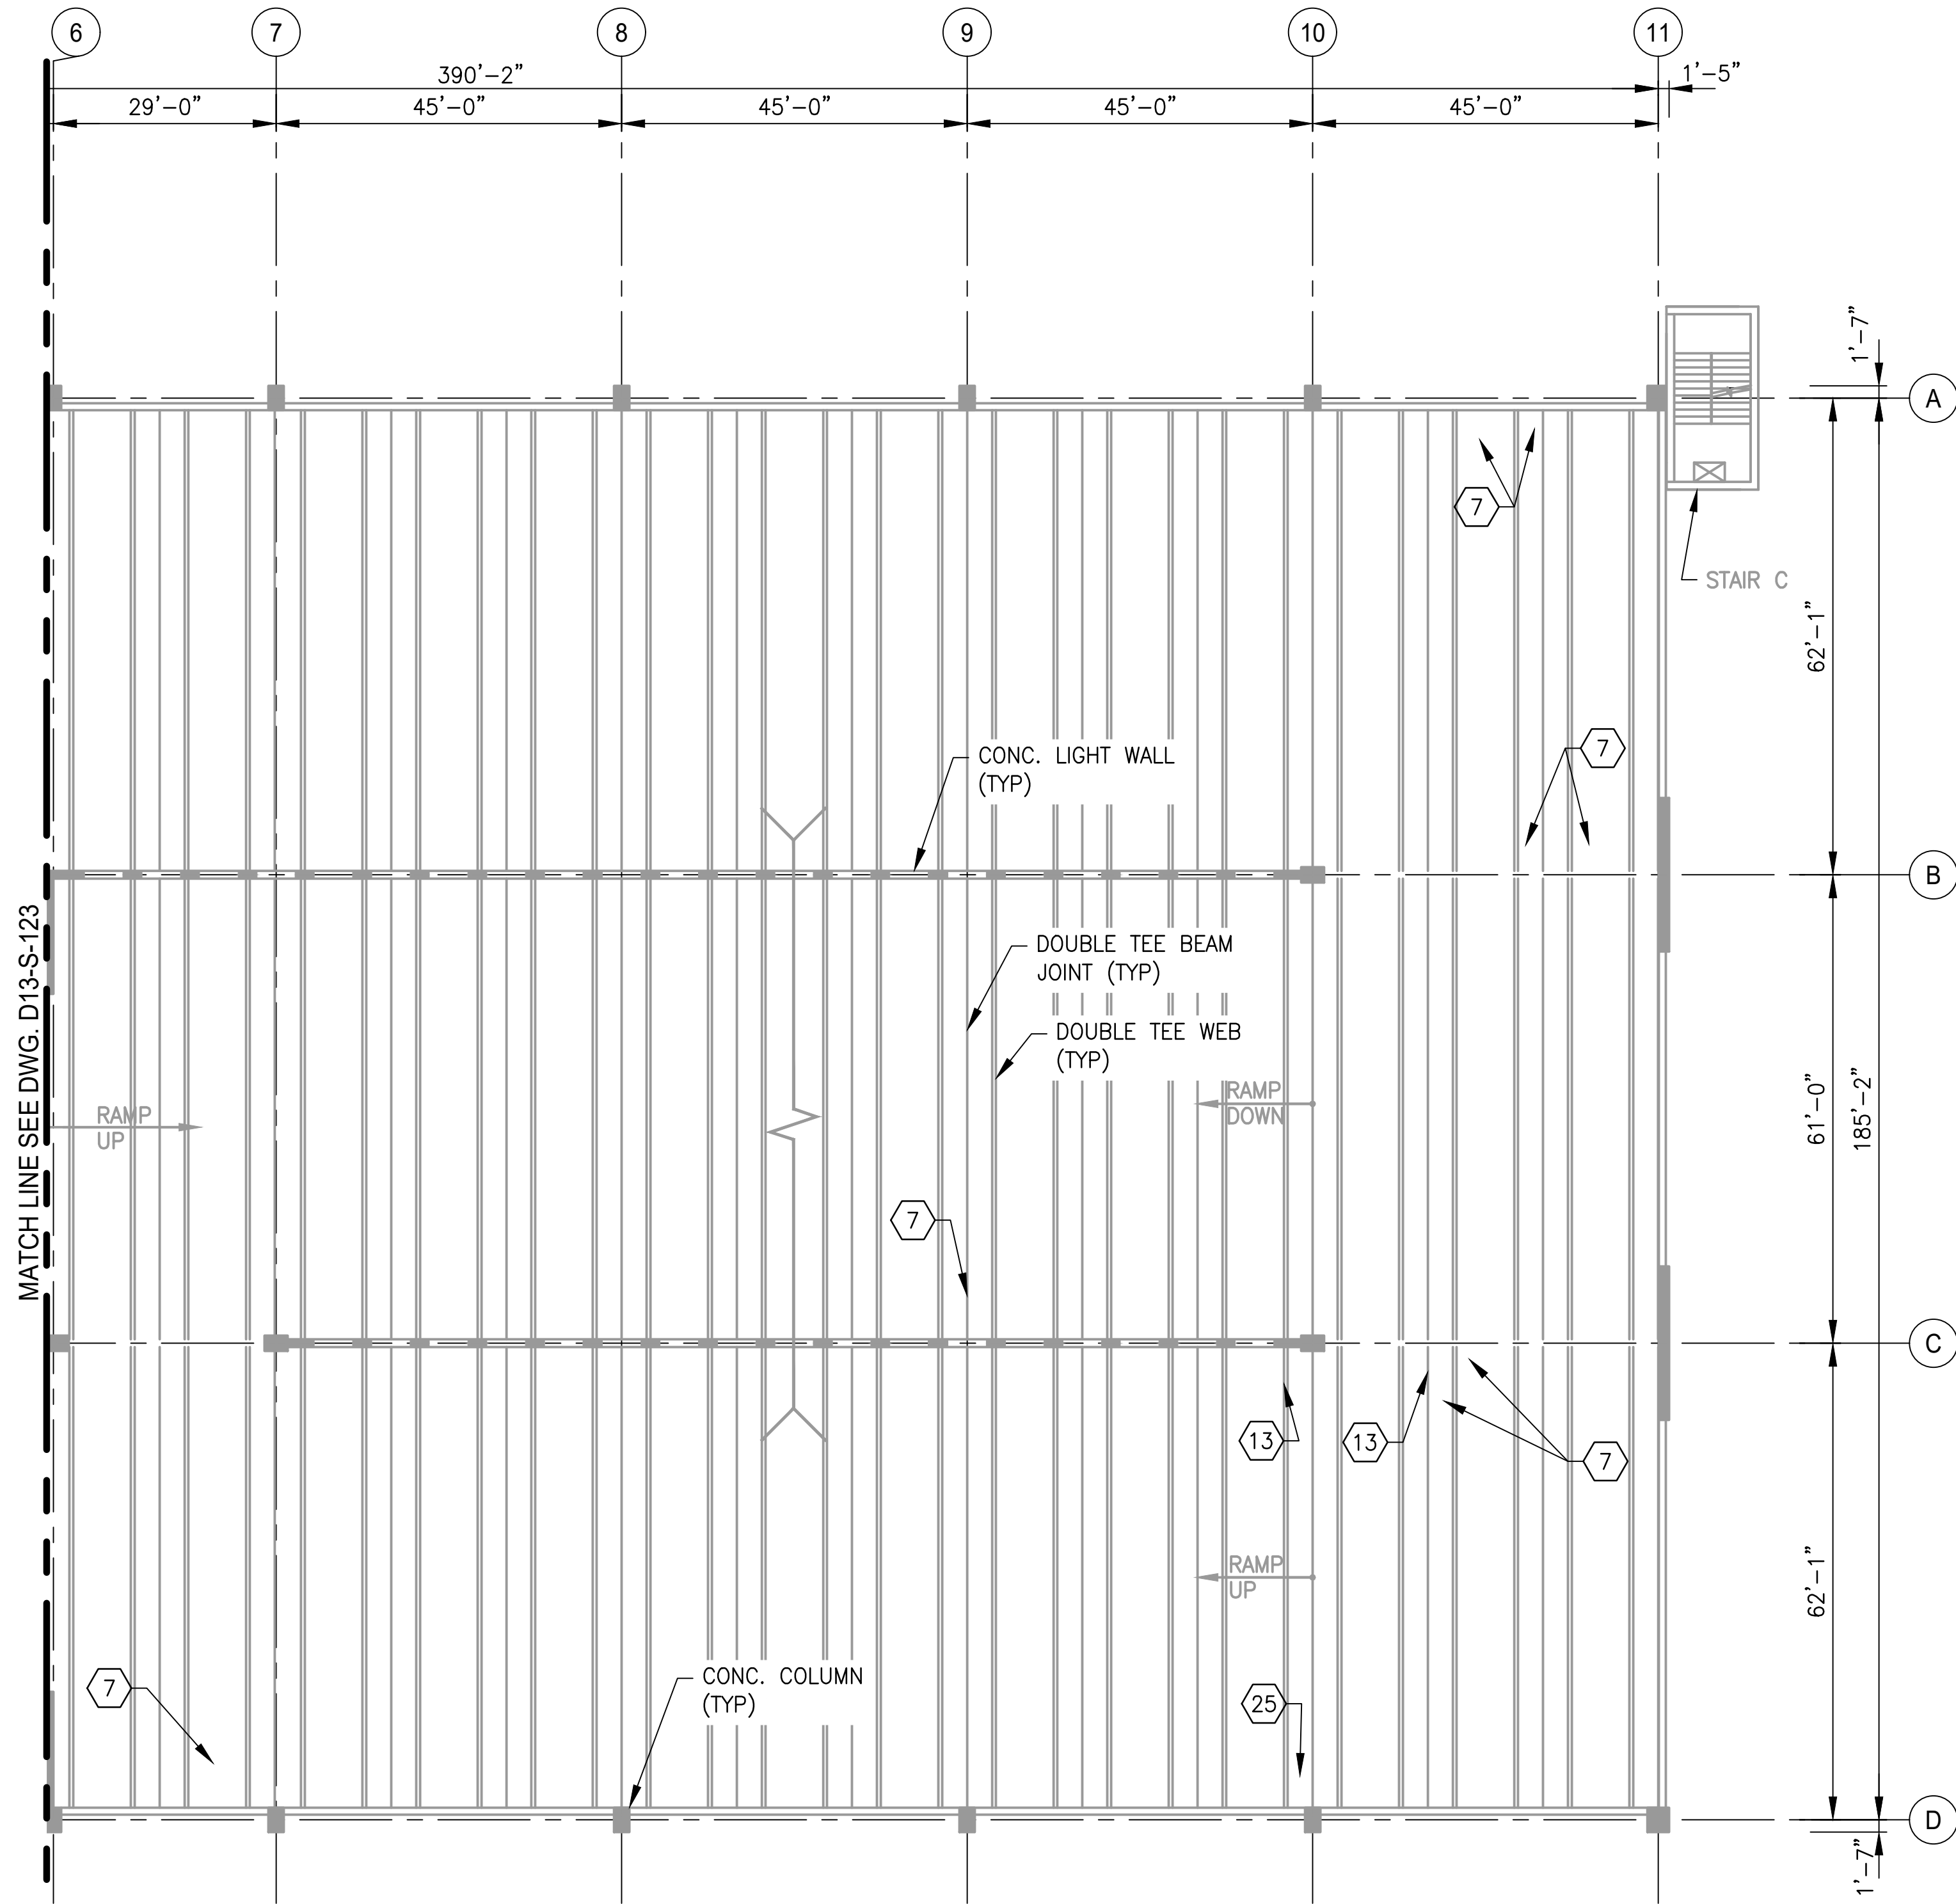 6
7
8
9
10
11
390'-2"
1'-5"
29'-0"
45'-0"
45'-0"
45'-0"
45'-0"
1'-7"
A
7
STAIR C
62'-1"
7
CONC. LIGHT WALL
(TYP)
B
MATCH LINE SEE DWG. D13-S-123
DOUBLE TEE BEAM
JOINT (TYP)
DOUBLE TEE WEB
(TYP)
RAMP
UP
RAMP
DOWN
61'-0"
185'-2"
7
C
13
13
7
RAMP
UP
62'-1"
7
CONC. COLUMN
(TYP)
25
D
1'-7"